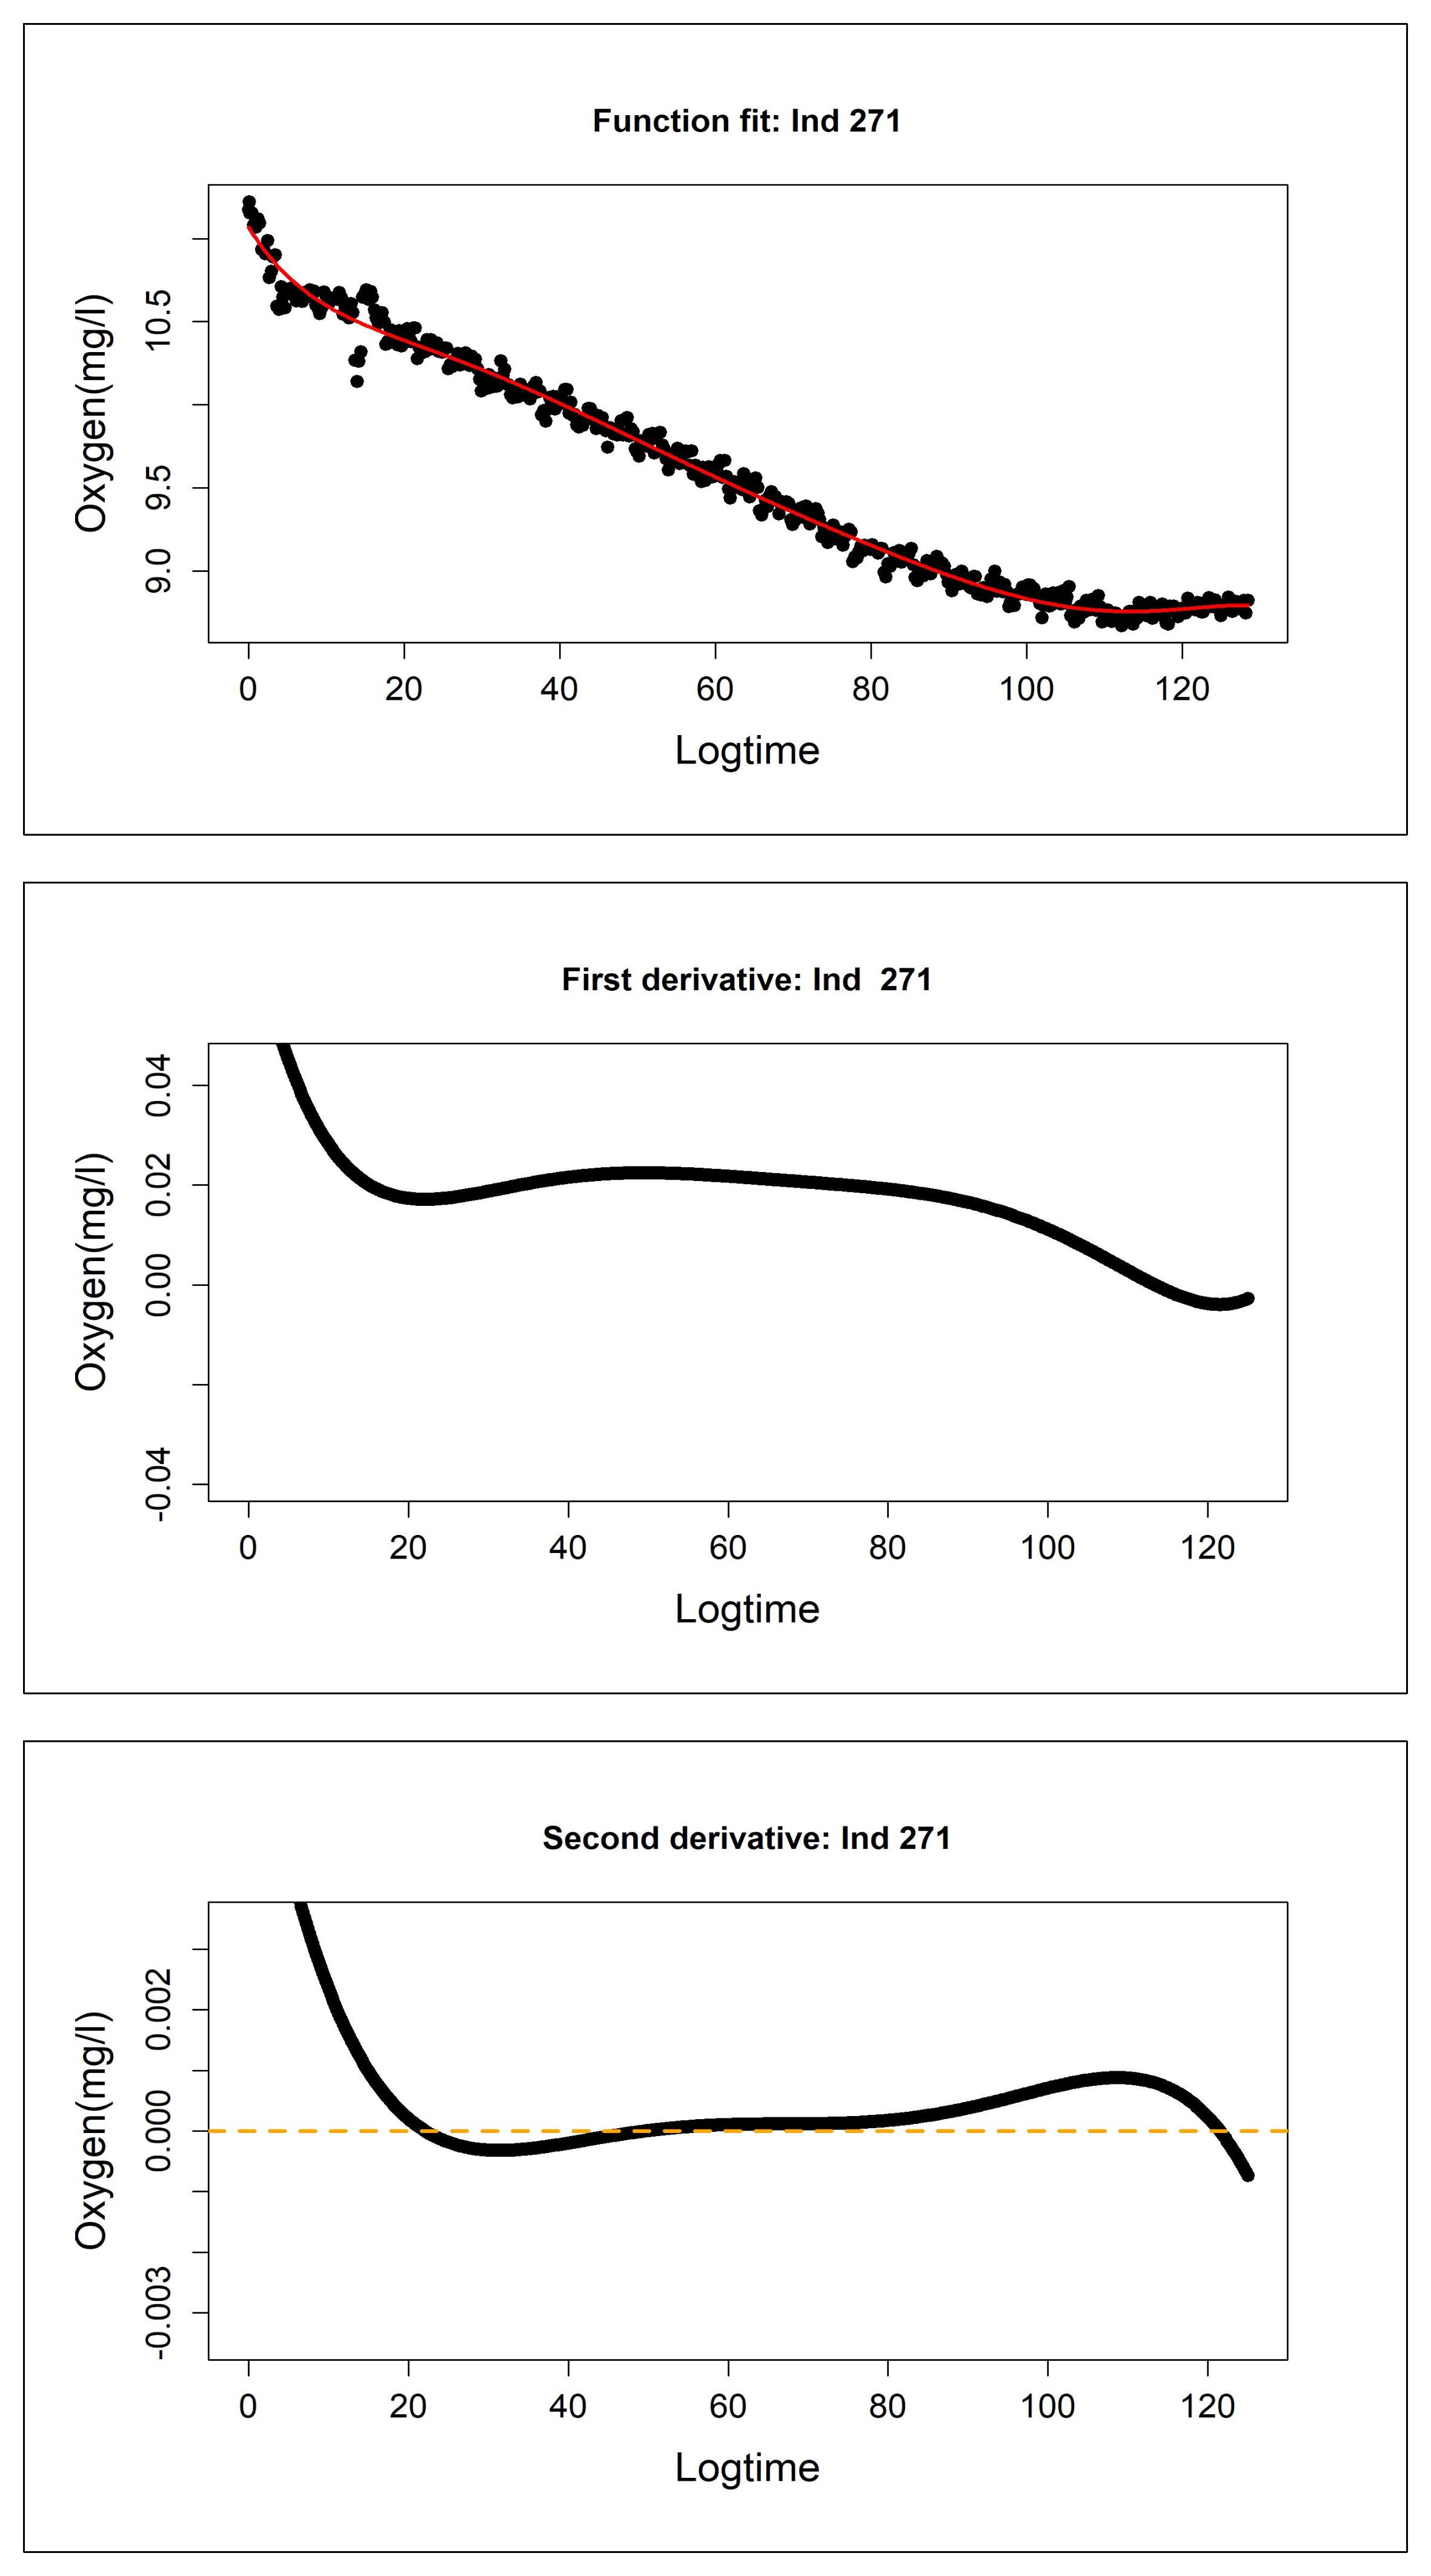 Function fit: Ind 271
Oxygen(mg/l)
10.5
9.5
9.0
0 20 40 60 80 100 120
Logtime
First derivative: Ind  271
Oxygen(mg/l)
0.04
0.02
0.00
-0.04
0 20 40 60 80 100 120
Logtime
Second derivative: Ind 271
Oxygen(mg/l)
0.002
0.000
-0.003
0 20 40 60 80 100 120
Logtime